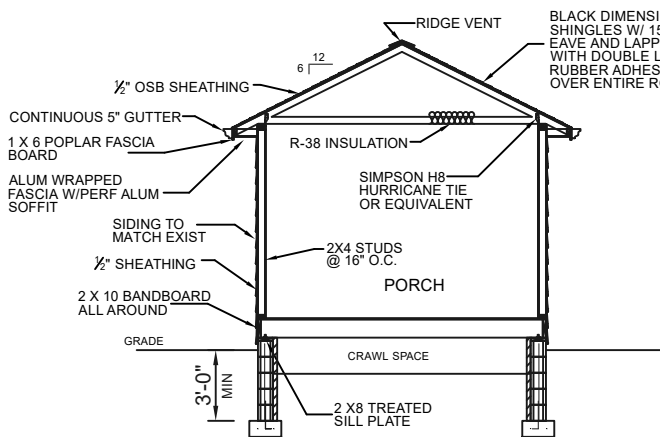 RIDGE VENT
BLACK DIMENSI
SHINGLES W/ 15
EAVE AND LAPP
WITH DOUBLE L
RUBBER ADHES
OVER ENTIRE R
12
6
½" OSB SHEATHING
CONTINUOUS 5" GUTTER
1 X 6 POPLAR FASCIA
BOARD
R-38 INSULATION
ALUM WRAPPED
FASCIA W/PERF ALUM
SOFFIT
SIMPSON H8
HURRICANE TIE
OR EQUIVALENT
SIDING TO
MATCH EXIST
2X4 STUDS
@ 16" O.C.
½" SHEATHING
PORCH
2 X 10 BANDBOARD
ALL AROUND
GRADE
CRAWL SPACE
3'-0"
MIN
2 X8 TREATED
SILL PLATE